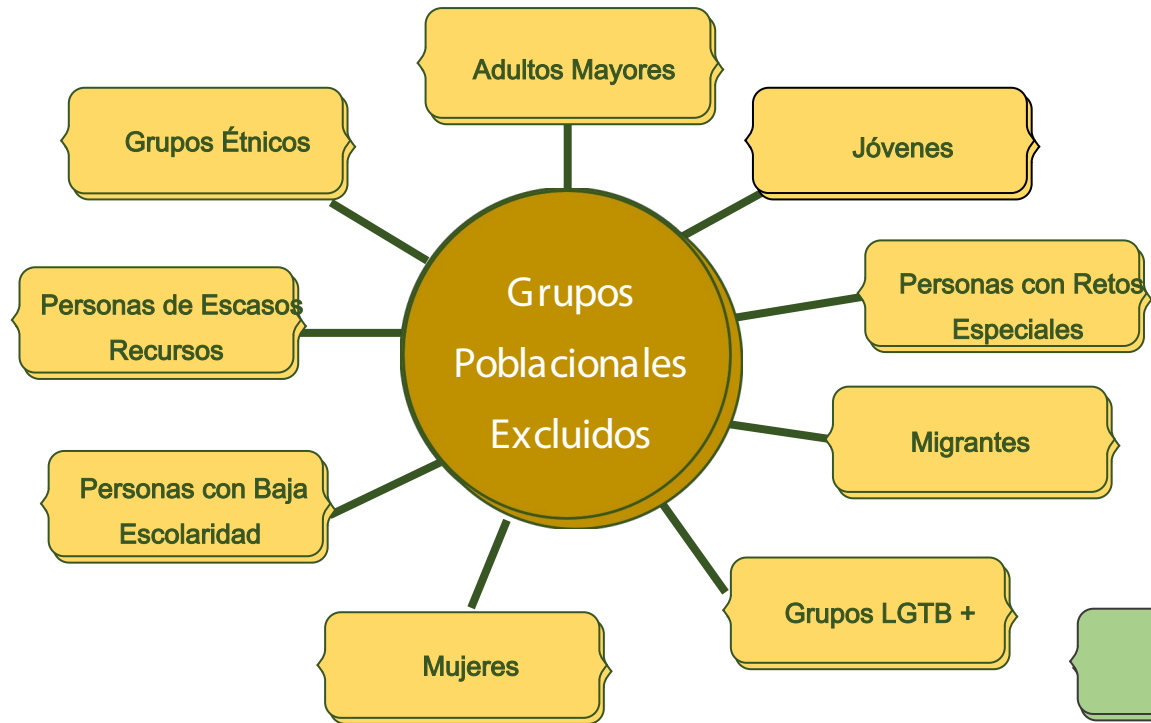 Adultos Mayores
Grupos Étnicos
Jóvenes
Personas de Escasos
Recursos
Grupos
Poblacionales
Excluidos
Personas con Retos
Especiales
Migrantes
Personas con Baja
Escolaridad
Grupos LGTB +
Mujeres